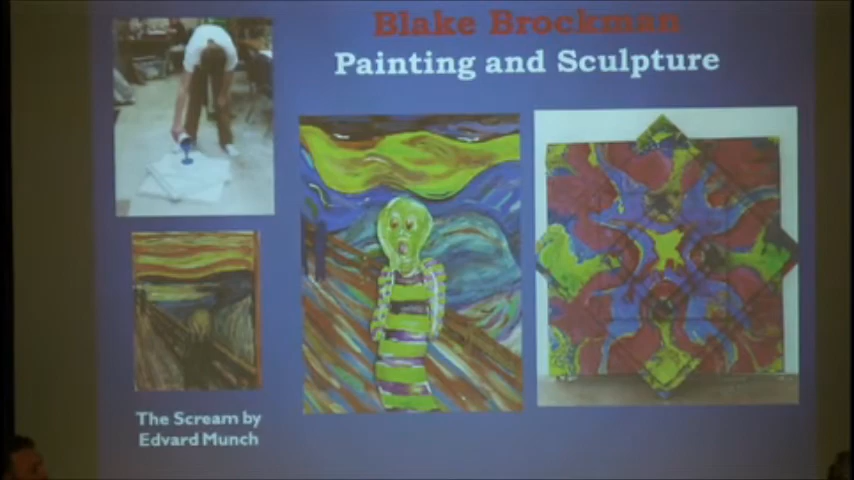 Blake Brockman
Painting and Sculpture
The Scream by
Edvard Munch